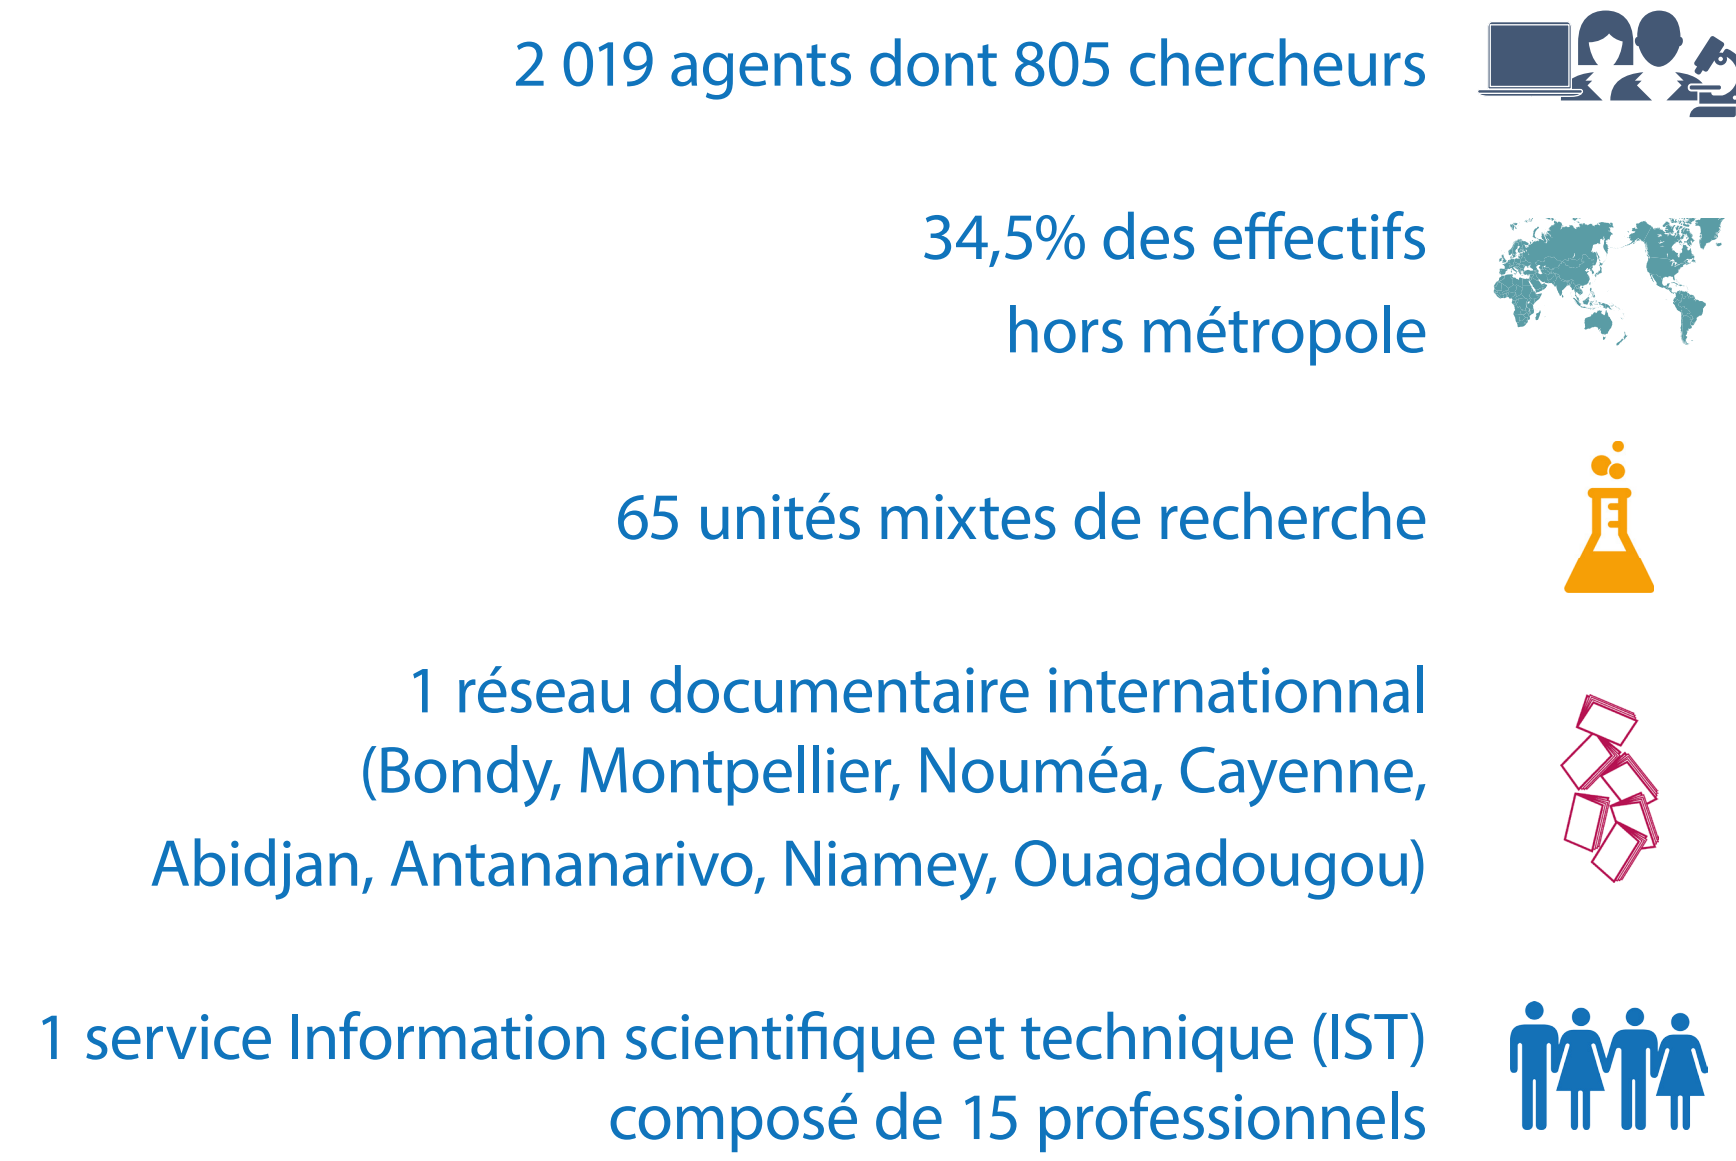 2 019 agents dont 805 chercheurs
34,5% des effectifs
hors métropole
65 unités mixtes de recherche
1 réseau documentaire internationnal
(Bondy, Montpellier, Nouméa, Cayenne,
Abidjan, Antananarivo, Niamey, Ouagadougou)
1 service Information scientifique et technique (IST)
composé de 15 professionnels